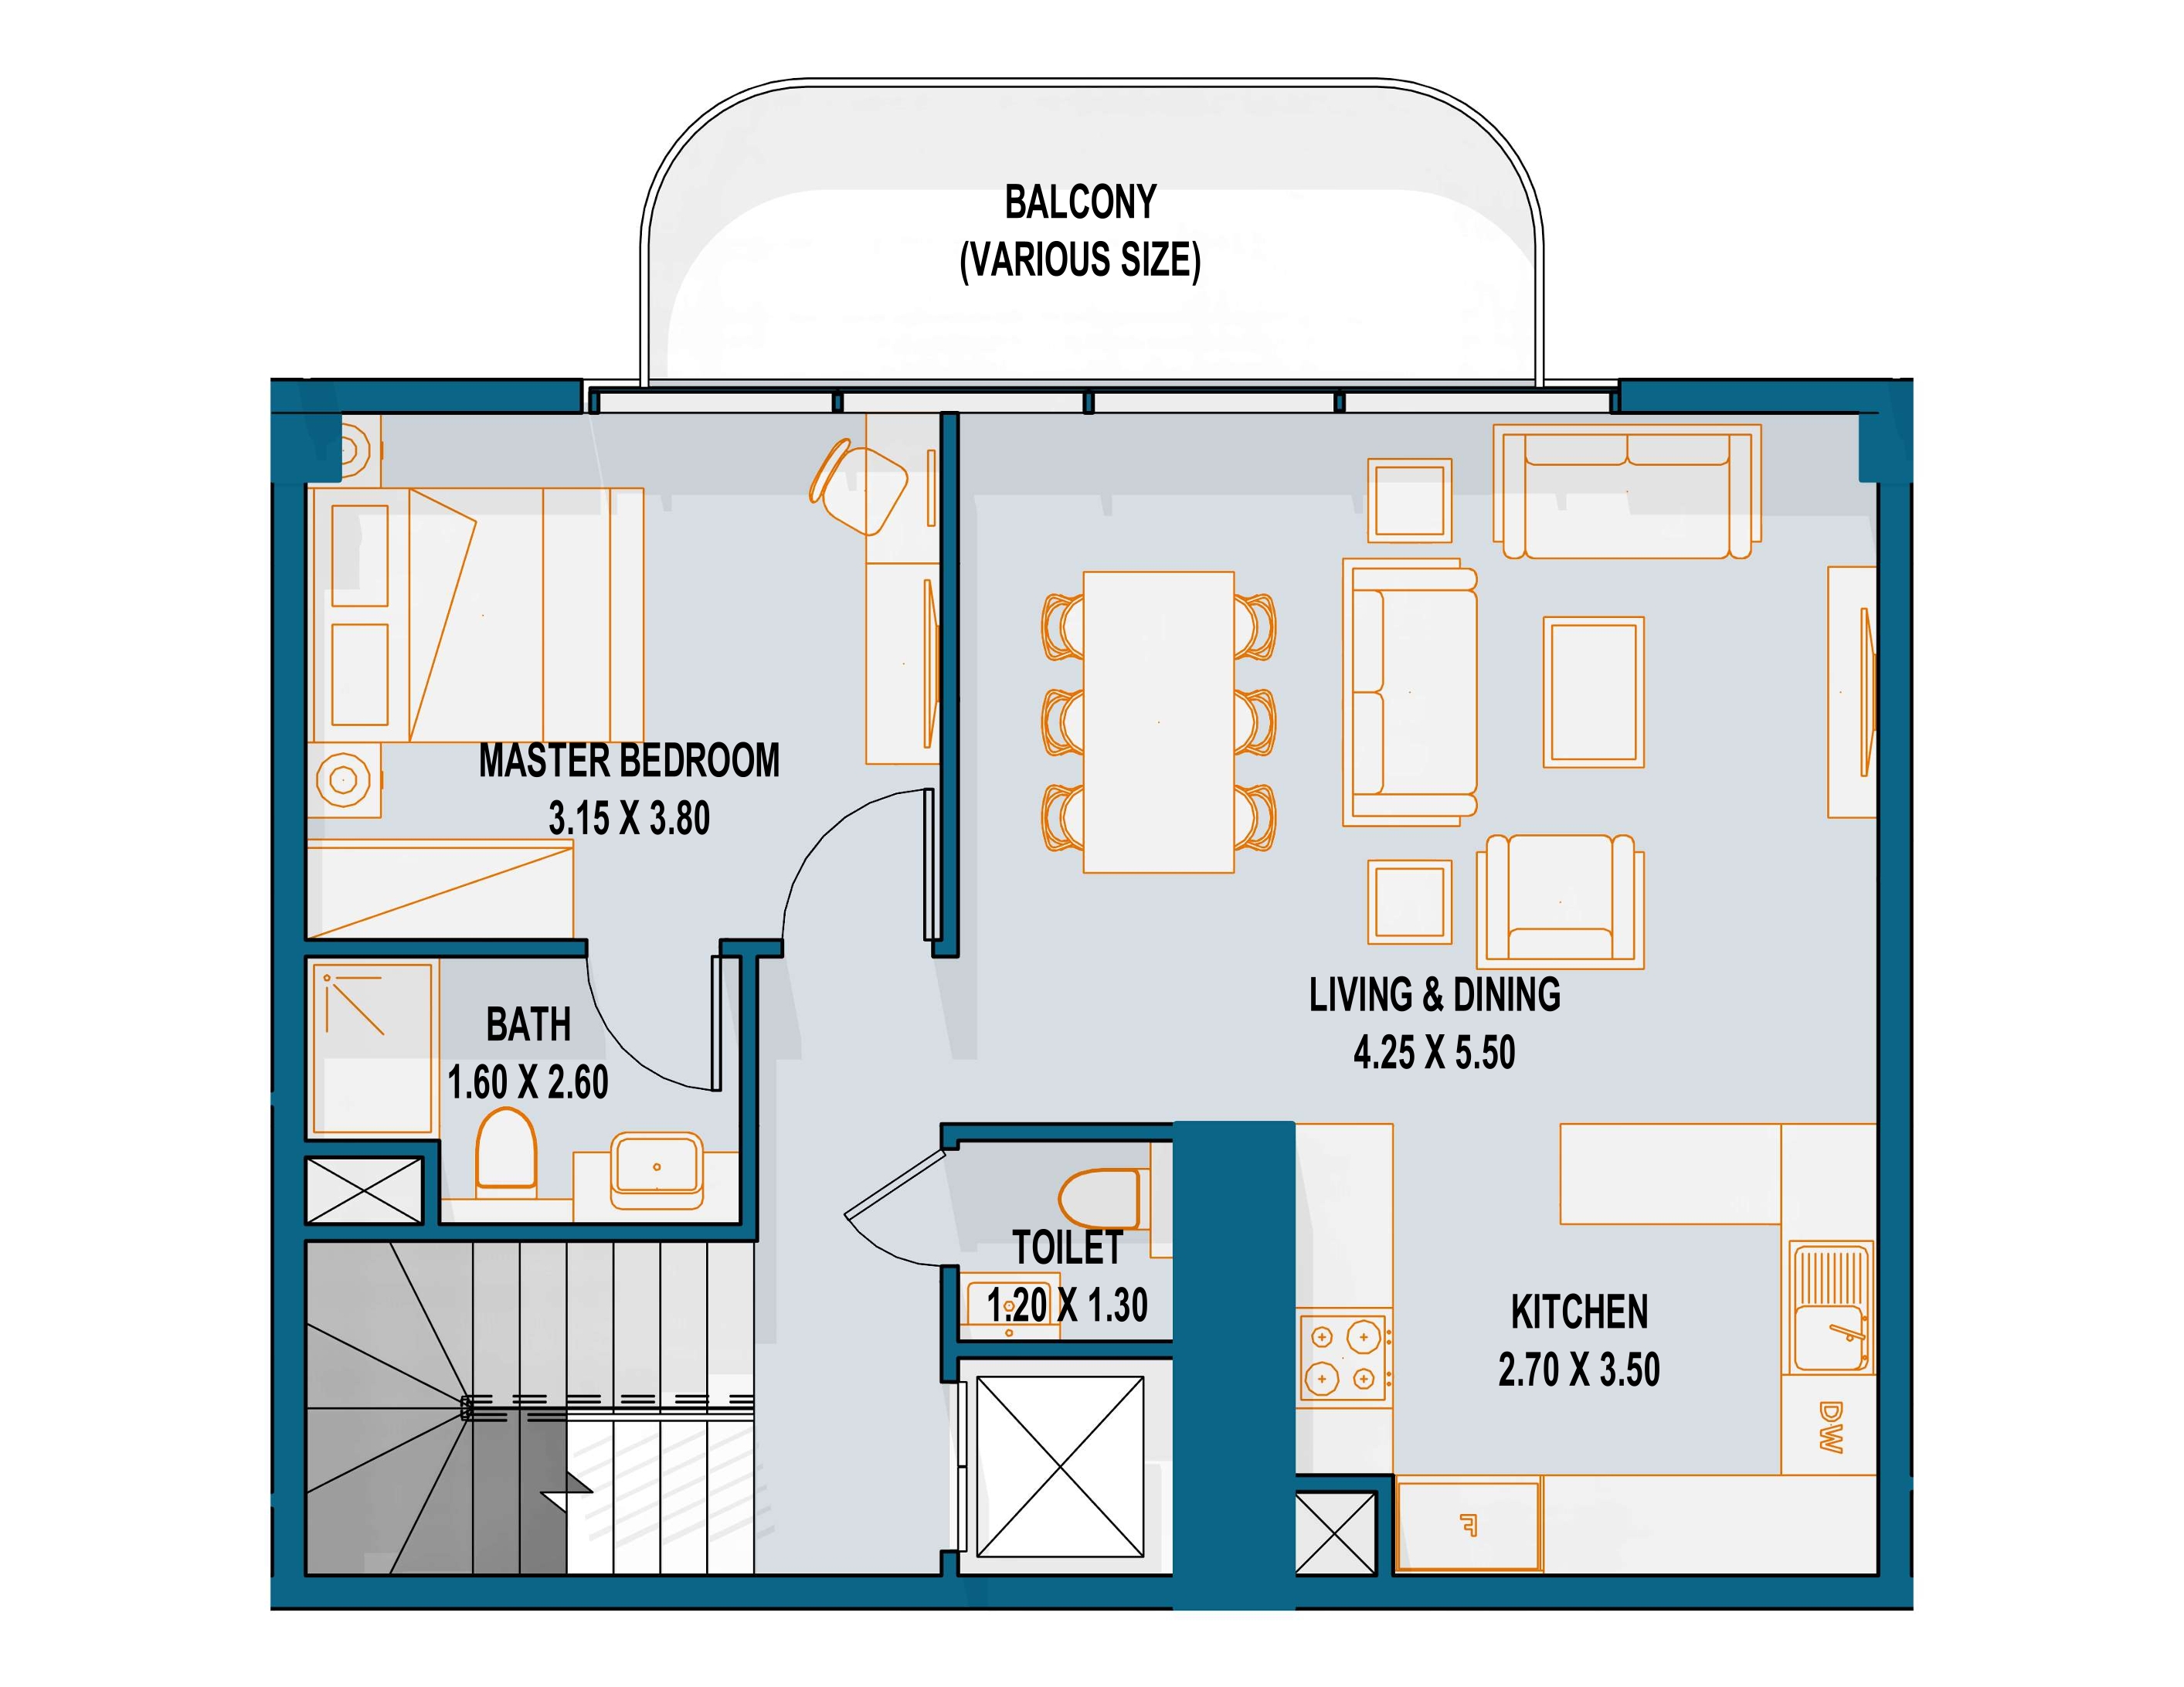 BALCONY
(VARIOUS SIZE)
MASTER BEDROOM
3.15 X 3.80
LIVING & DINING
4.25 X 5.50
BATH
1.60 X 2.60
TOILET
1.20 X 1.30
KITCHEN
2.70 X 3.50
DW
F